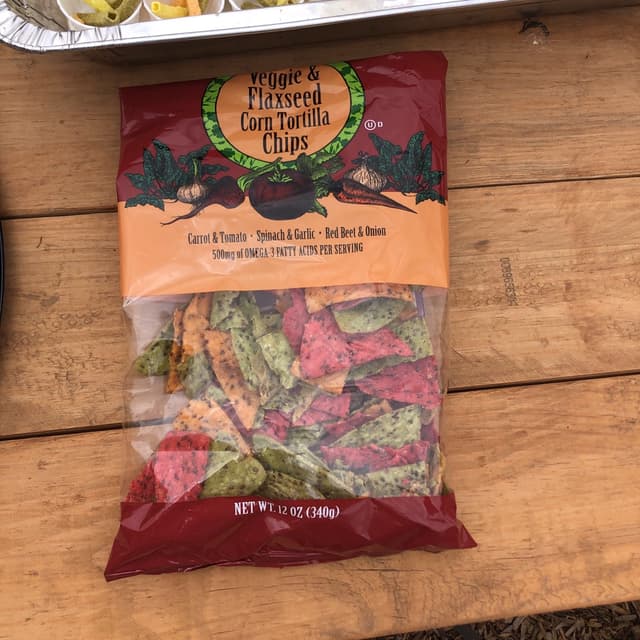 Veggie &
Flaxseed
Corn Tortilla
Chips
U D
Carrot & Tomato · Spinach & Garlic · Red Beet & Onion
500mg of OMEGA-3 FATTY ACIDS PER SERVING
NET WT. 12 OZ (340g)